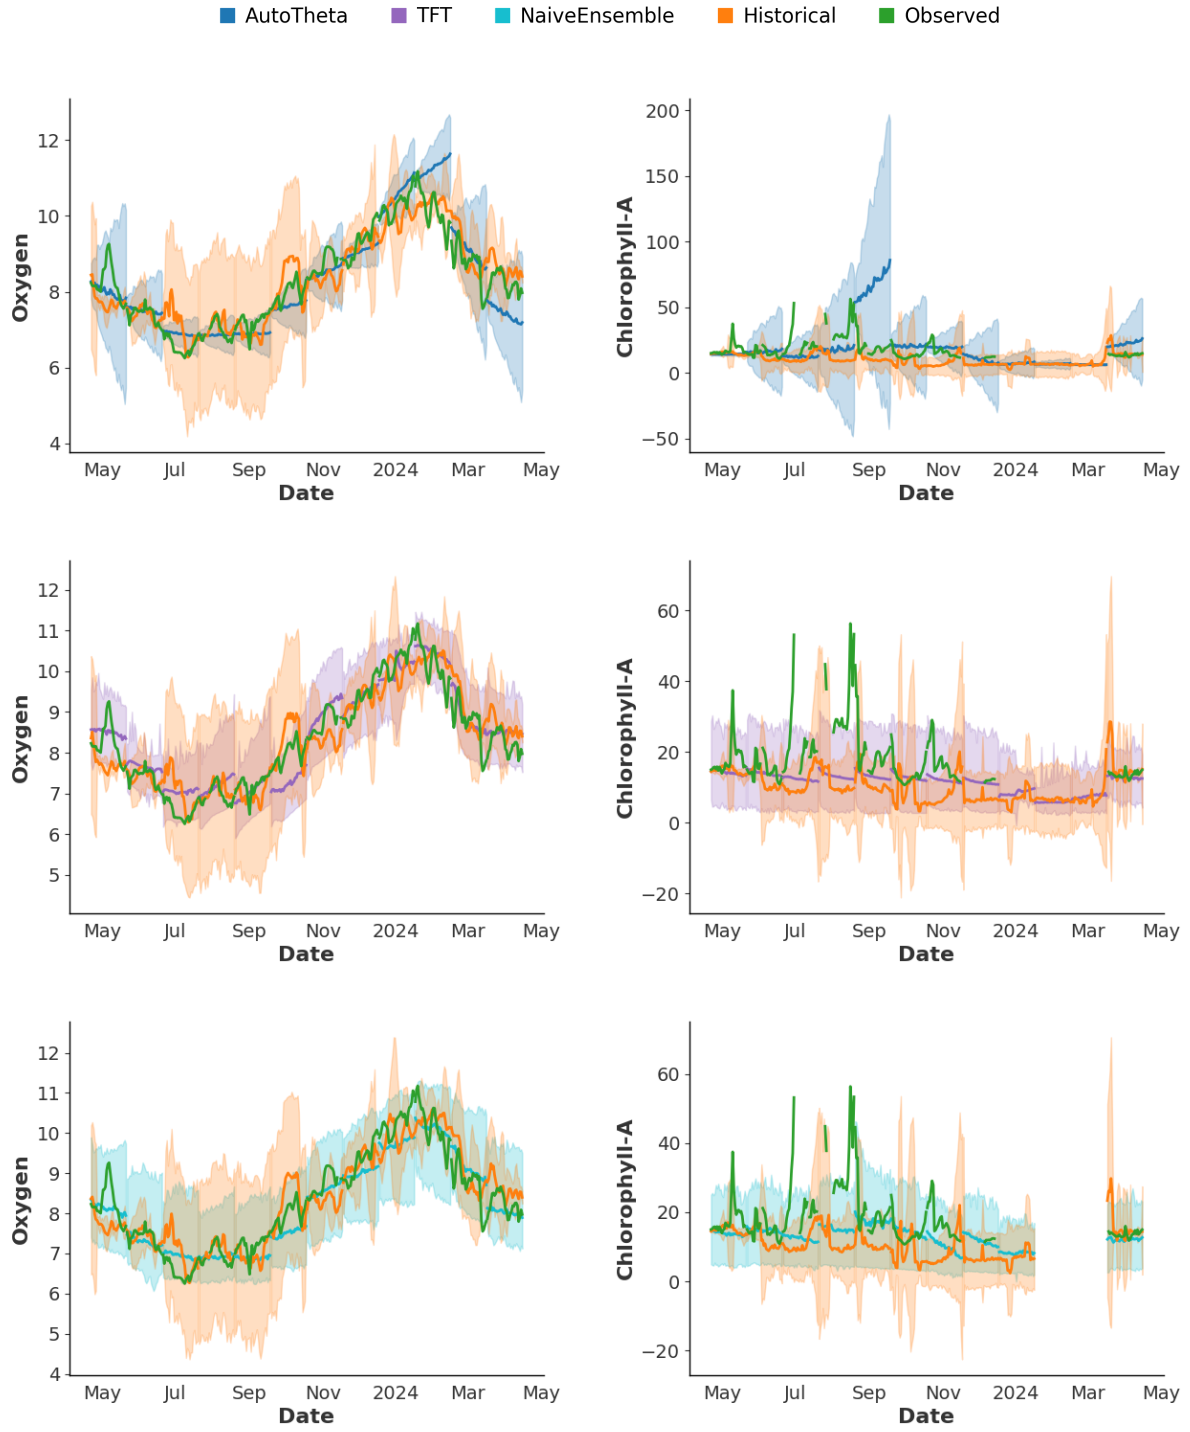 AutoTheta TFT NaiveEnsemble Historical Observed
Oxygen
12
10
8
6
4
May Jul Sep Nov 2024 Mar May
Date
Chlorophyll-A
200
150
100
50
0
−50
May Jul Sep Nov 2024 Mar May
Date
Oxygen
12
11
10
9
8
7
6
5
May Jul Sep Nov 2024 Mar May
Date
Chlorophyll-A
60
40
20
0
−20
May Jul Sep Nov 2024 Mar May
Date
Oxygen
12
11
10
9
8
7
6
5
4
May Jul Sep Nov 2024 Mar May
Date
Chlorophyll-A
60
40
20
0
−20
May Jul Sep Nov 2024 Mar May
Date